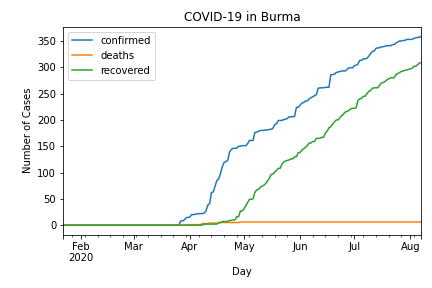 COVID-19 in Burma
confirmed
deaths
recovered
Number of Cases
350
300
250
200
150
100
50
0
Feb
2020
Mar
Apr
May
Jun
Jul
Aug
Day